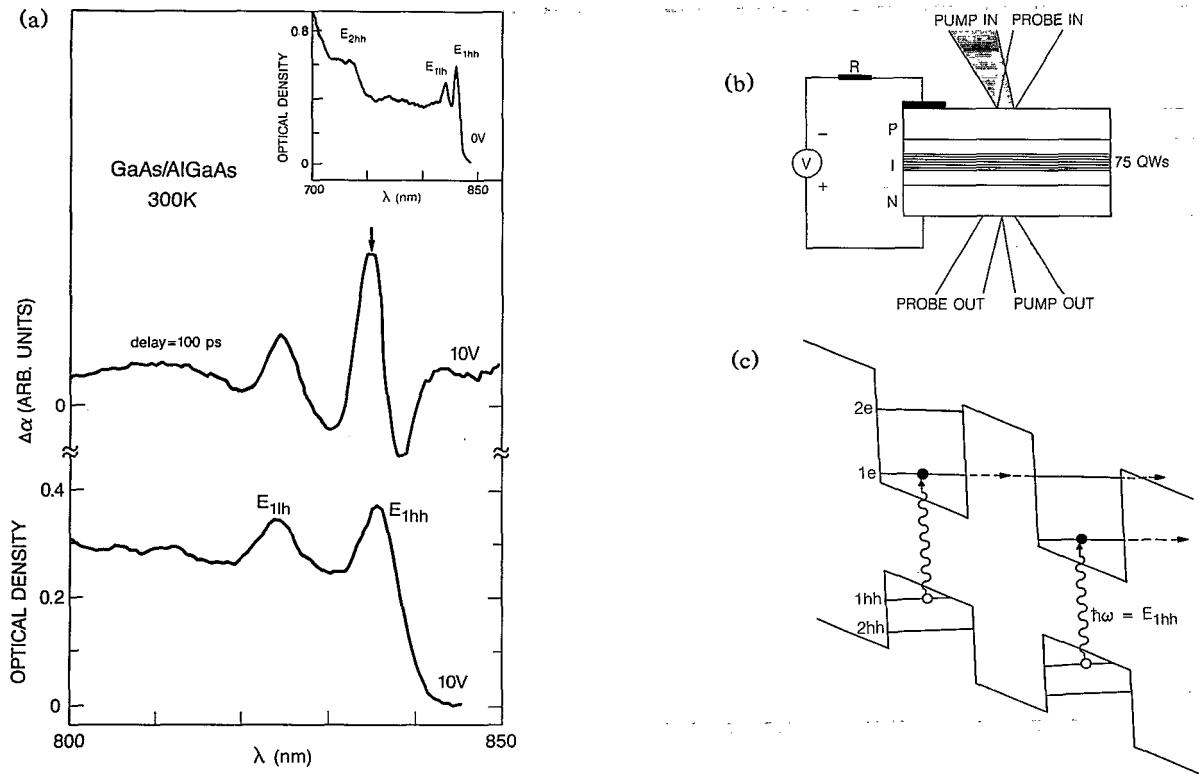 (a)
0.8
OPTICAL DENSITY
0
700
850
λ (nm)
E2hh
E1lh
E1hh
0V
GaAs/AlGaAs
300K
delay=100 ps
10V
Δα (ARB. UNITS)
0
OPTICAL DENSITY
0.4
0.2
0
E1lh
E1hh
10V
800
850
λ (nm)
(b)
PUMP IN
PROBE IN
R
V
−
+
P
I
N
75 QWs
PROBE OUT
PUMP OUT
(c)
2e
1e
1hh
2hh
ħω = E1hh